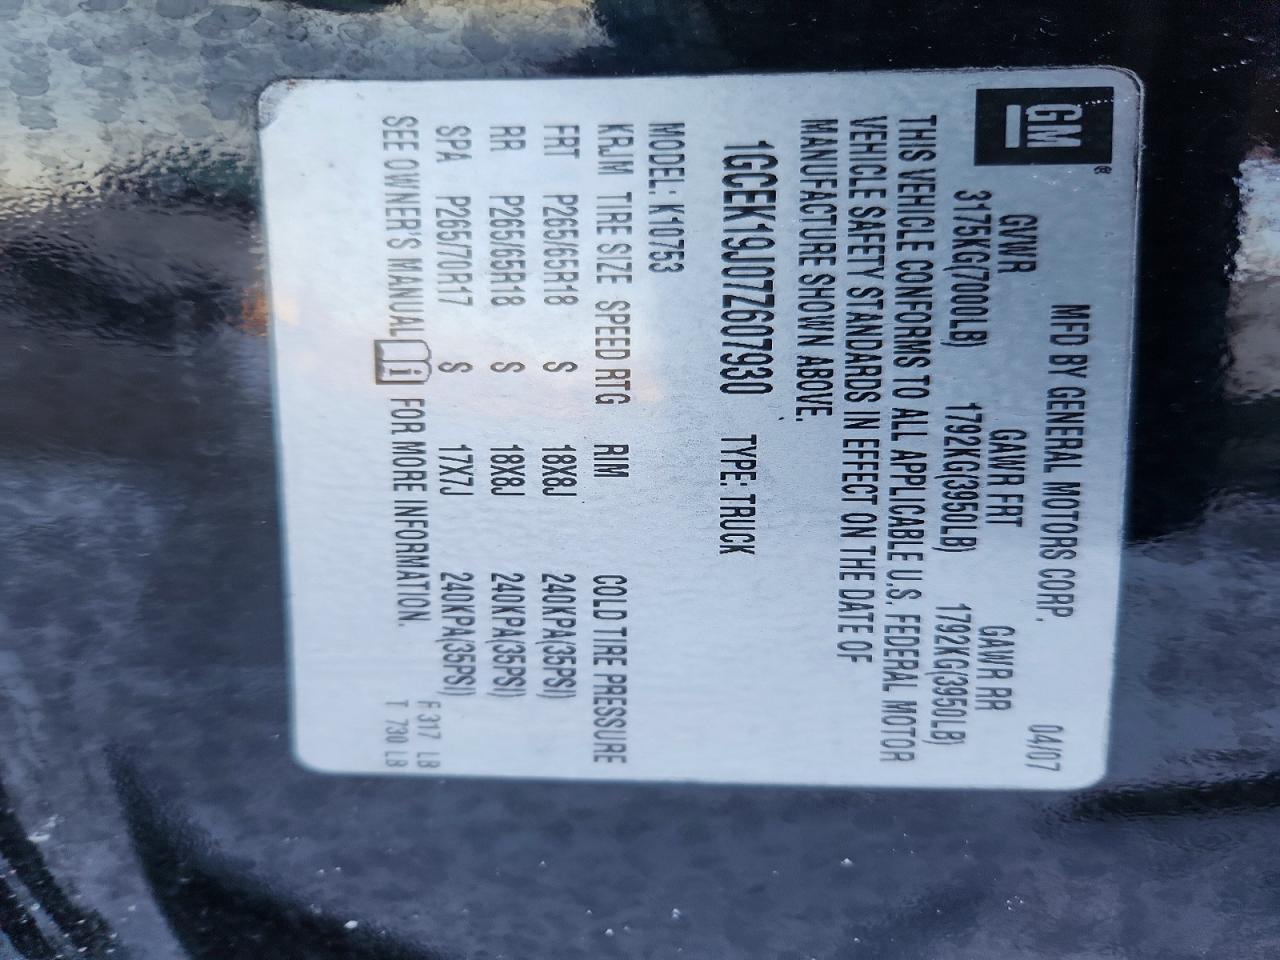 GM®
MFD BY GENERAL MOTORS CORP. 04/07
GVWR GAWR FRT GAWR RR
3175KG(7000LB) 1792KG(3950LB) 1792KG(3950LB)
THIS VEHICLE CONFORMS TO ALL APPLICABLE U.S. FEDERAL MOTOR
VEHICLE SAFETY STANDARDS IN EFFECT ON THE DATE OF
MANUFACTURE SHOWN ABOVE.
1GCEK19J07Z607930 TYPE: TRUCK
MODEL: K10753
KRJM TIRE SIZE SPEED RTG RIM COLD TIRE PRESSURE
FRT P265/65R18 S 18X8J 240KPA(35PSI)
RR P265/65R18 S 18X8J 240KPA(35PSI)
SPA P265/70R17 S 17X7J 240KPA(35PSI)
F 317 LB
SEE OWNER'S MANUAL i FOR MORE INFORMATION. T 730 LB